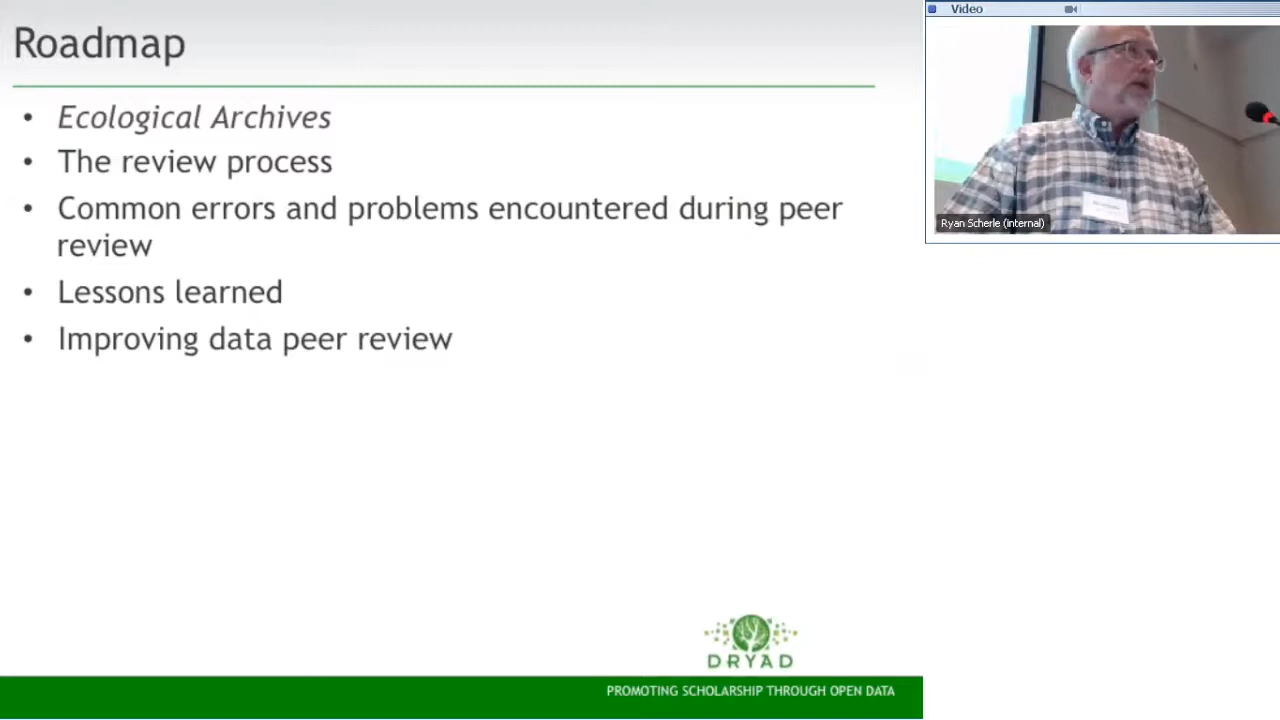 Roadmap
• Ecological Archives
• The review process
• Common errors and problems encountered during peer
review
• Lessons learned
• Improving data peer review
DRYAD
PROMOTING SCHOLARSHIP THROUGH OPEN DATA
Video
Ryan Scherle (internal)